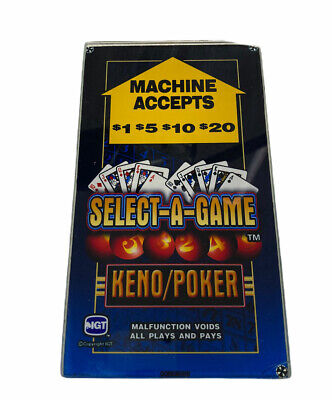 MACHINE
ACCEPTS
$1 $5 $10 $20
SELECT-A-GAME
TM
KENO/POKER
IGT
©Copyright IGT
MALFUNCTION VOIDS
ALL PLAYS AND PAYS